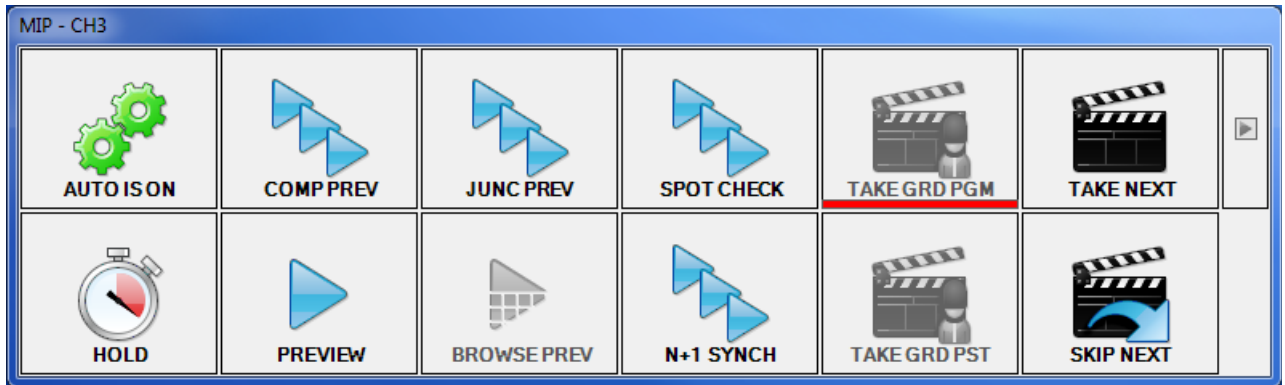 MIP - CH3
AUTO IS ON
COMP PREV
JUNC PREV
SPOT CHECK
TAKE GRD PGM
TAKE NEXT
HOLD
PREVIEW
BROWSE PREV
N+1 SYNCH
TAKE GRD PST
SKIP NEXT